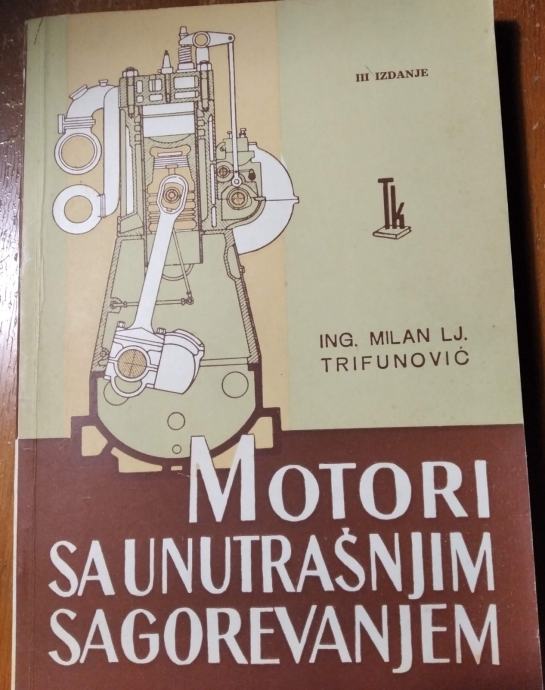 III IZDANJE
Tk
ING. MILAN LJ.
TRIFUNOVIĆ
MOTORI
SA UNUTRAŠNJIM
SAGOREVANJEM